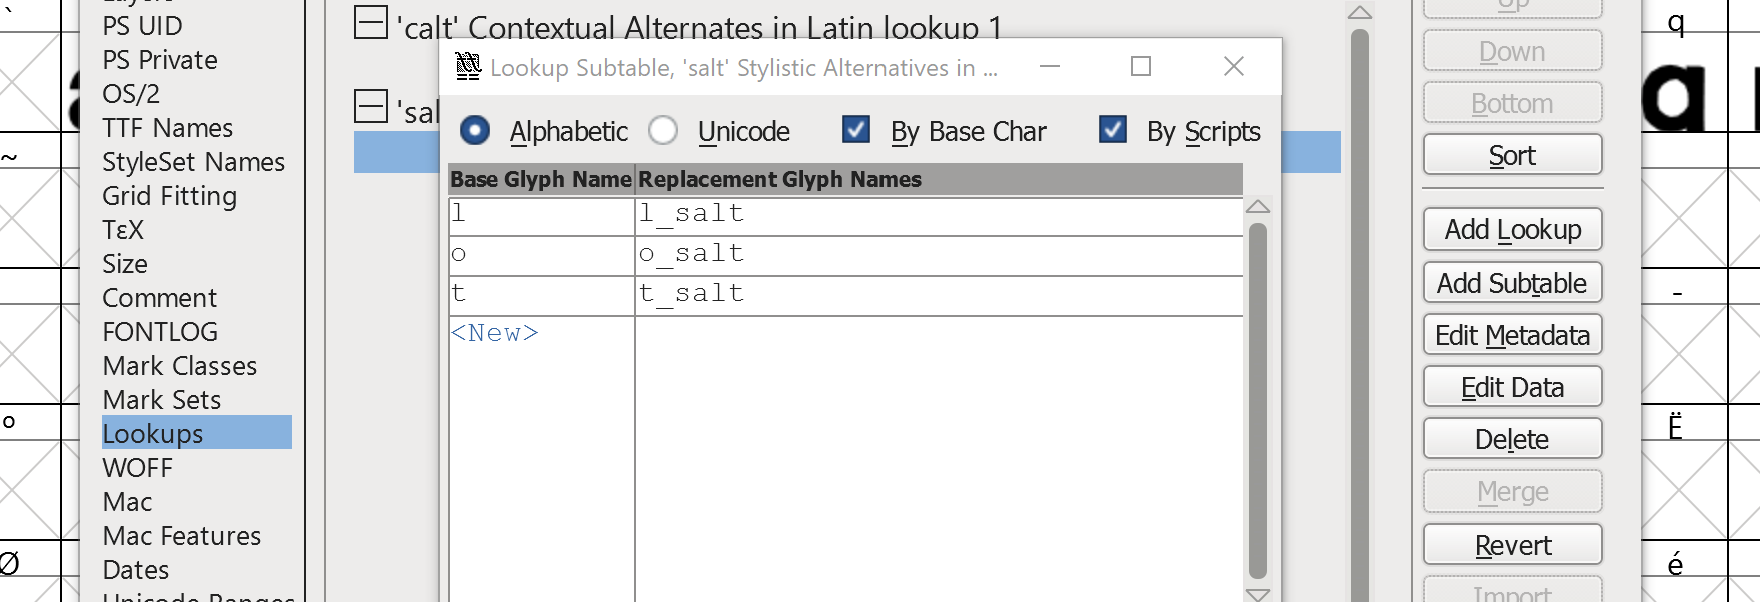 PS UID
PS Private
OS/2
TTF Names
StyleSet Names
Grid Fitting
TεX
Size
Comment
FONTLOG
Mark Classes
Mark Sets
Lookups
WOFF
Mac
Mac Features
Dates
Unicode Ranges
'calt' Contextual Alternates in Latin lookup 1
'sal
Lookup Subtable, 'salt' Stylistic Alternatives in ...
Alphabetic Unicode By Base Char By Scripts
Base Glyph Name Replacement Glyph Names
l l_salt
o o_salt
t t_salt
<New>
Up
Down
Bottom
Sort
Add Lookup
Add Subtable
Edit Metadata
Edit Data
Delete
Merge
Revert
Import
`
~
º
Ø
q
q
-
Ë
é